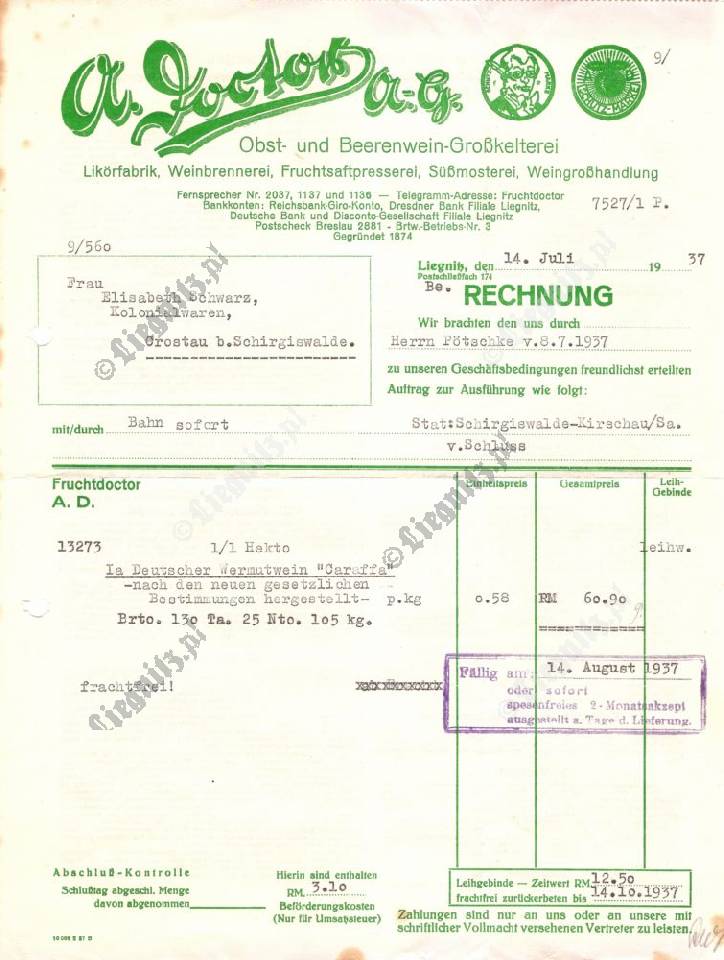 9/
A. Doctor A.-G.
SCHUTZ-MARKEN
Obst- und Beerenwein-Großkelterei
Likörfabrik, Weinbrennerei, Fruchtsaftpresserei, Süßmosterei, Weingroßhandlung
Fernsprecher Nr. 2037, 1137 und 1136 — Telegramm-Adresse: Fruchtdoctor
Bankkonten: Reichsbank-Giro-Konto, Dresdner Bank Filiale Liegnitz,
Deutsche Bank und Disconto-Gesellschaft Filiale Liegnitz
Postscheck Breslau 2881 - Brtw.-Betriebs-Nr. 3
Gegründet 1874
7527/1 P.
9/560
Liegnitz, den 14. Juli 1937
Postschließfach 174
Frau
Elisabeth Schwarz,
Kolonialwaren,
Crostau b.Schirgiswalde.
Be. RECHNUNG
Wir brachten den uns durch
Herrn Pötschke v.8.7.1937
zu unseren Geschäftsbedingungen freundlichst erteilten
Auftrag zur Ausführung wie folgt:
mit/durch Bahn sofort Stat:Schirgiswalde-Kirschau/Sa.
v.Schluss
Fruchtdoctor Einheitspreis Gesamtpreis Leih-Gebinde
A. D.
13273 1/1 Hekto leihw.
Ia Deutscher Wermutwein "Caraffa"
-nach den neuen gesetzlichen
Bestimmungen hergestellt- p.kg 0.58 RM 60.90
Brto. 130 Ta. 25 Nto. 105 kg.
Fällig am: 14. August 1937
oder sofort
spesenfreies 2-Monatsakzept
ausgestellt a. Tage d. Lieferung.
frachtfrei!
Abschluß-Kontrolle
Schlußtag abgeschl. Menge
davon abgenommen
Hierin sind enthalten
RM. 3.10
Beförderungskosten
(Nur für Umsatzsteuer)
Leihgebinde — Zeitwert RM 12.50
frachtfrei zurückerbeten bis 14.10.1937
Zahlungen sind nur an uns oder an unsere mit
schriftlicher Vollmacht versehenen Vertreter zu leisten.
© Liegnitz.pl
© Liegnitz.pl
© Liegnitz.pl